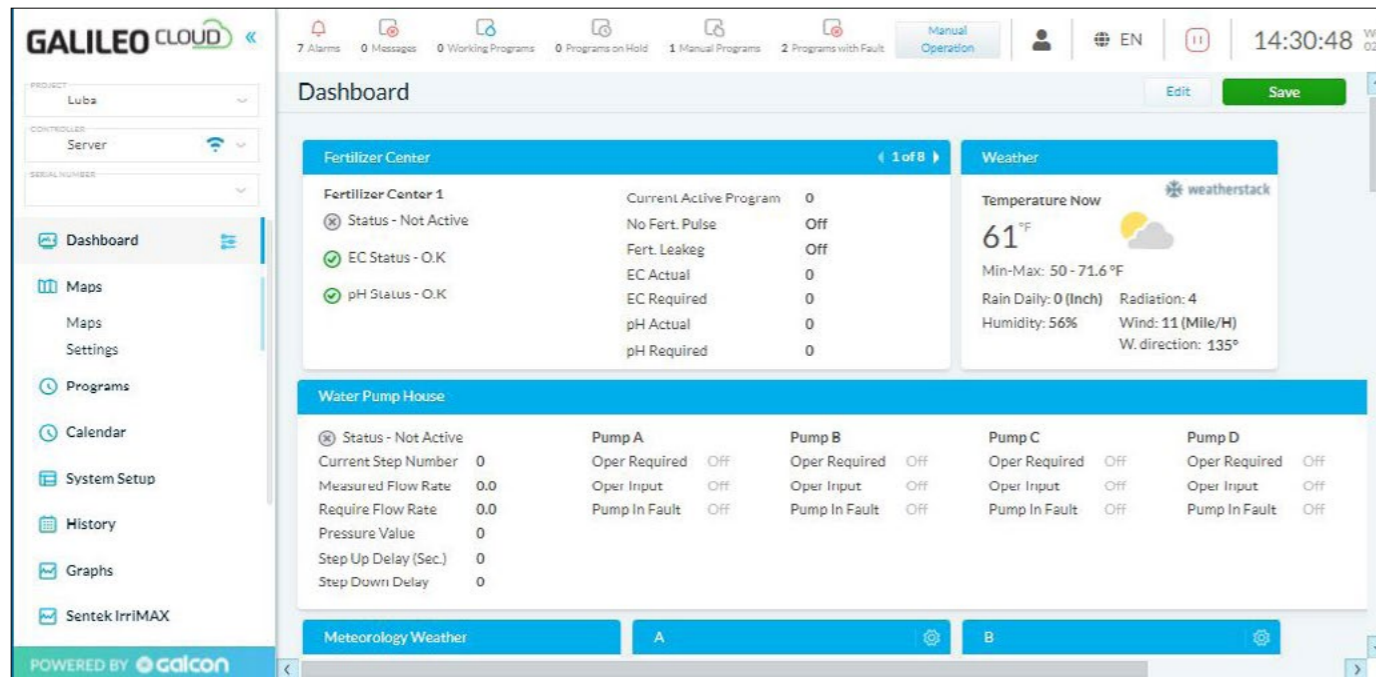 GALILEO CLOUD «
7 Alarms 0 Messages 0 Working Programs 0 Programs on Hold 1 Manual Programs 2 Programs with Fault Manual Operation EN 14:30:48
PROJECT
Luba
CONTROLLER
Server
SERIAL NUMBER
Dashboard
Maps
Maps
Settings
Programs
Calendar
System Setup
History
Graphs
Sentek IrriMAX
POWERED BY Galcon
Dashboard Edit Save
Fertilizer Center 1 of 8
Fertilizer Center 1
Status - Not Active
EC Status - O.K
pH Status - O.K
Current Active Program 0
No Fert. Pulse Off
Fert. Leakeg Off
EC Actual 0
EC Required 0
pH Actual 0
pH Required 0
Weather
weatherstack
Temperature Now
61°F
Min-Max: 50 - 71.6 °F
Rain Daily: 0 (Inch) Radiation: 4
Humidity: 56% Wind: 11 (Mile/H)
W. direction: 135°
Water Pump House
Status - Not Active
Current Step Number 0
Measured Flow Rate 0.0
Require Flow Rate 0.0
Pressure Value 0
Step Up Delay (Sec.) 0
Step Down Delay 0
Pump A
Oper Required Off
Oper Input Off
Pump In Fault Off
Pump B
Oper Required Off
Oper Input Off
Pump In Fault Off
Pump C
Oper Required Off
Oper Input Off
Pump In Fault Off
Pump D
Oper Required Off
Oper Input Off
Pump In Fault Off
Meteorology Weather A B